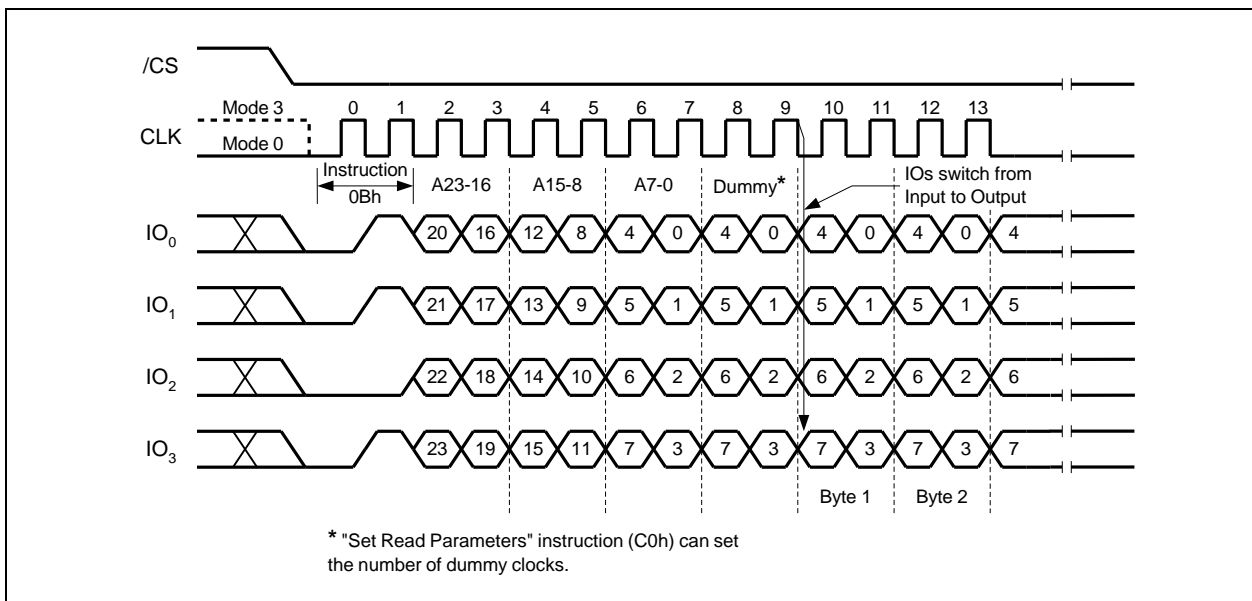 /CS
Mode 3 0 1 2 3 4 5 6 7 8 9 10 11 12 13
CLK
Mode 0
Instruction
0Bh
A23-16 A15-8 A7-0 Dummy*
IOs switch from
Input to Output
IO0 20 16 12 8 4 0 4 0 4 0 4 0 4
IO1 21 17 13 9 5 1 5 1 5 1 5 1 5
IO2 22 18 14 10 6 2 6 2 6 2 6 2 6
IO3 23 19 15 11 7 3 7 3 7 3 7 3 7
Byte 1 Byte 2
* "Set Read Parameters" instruction (C0h) can set
the number of dummy clocks.